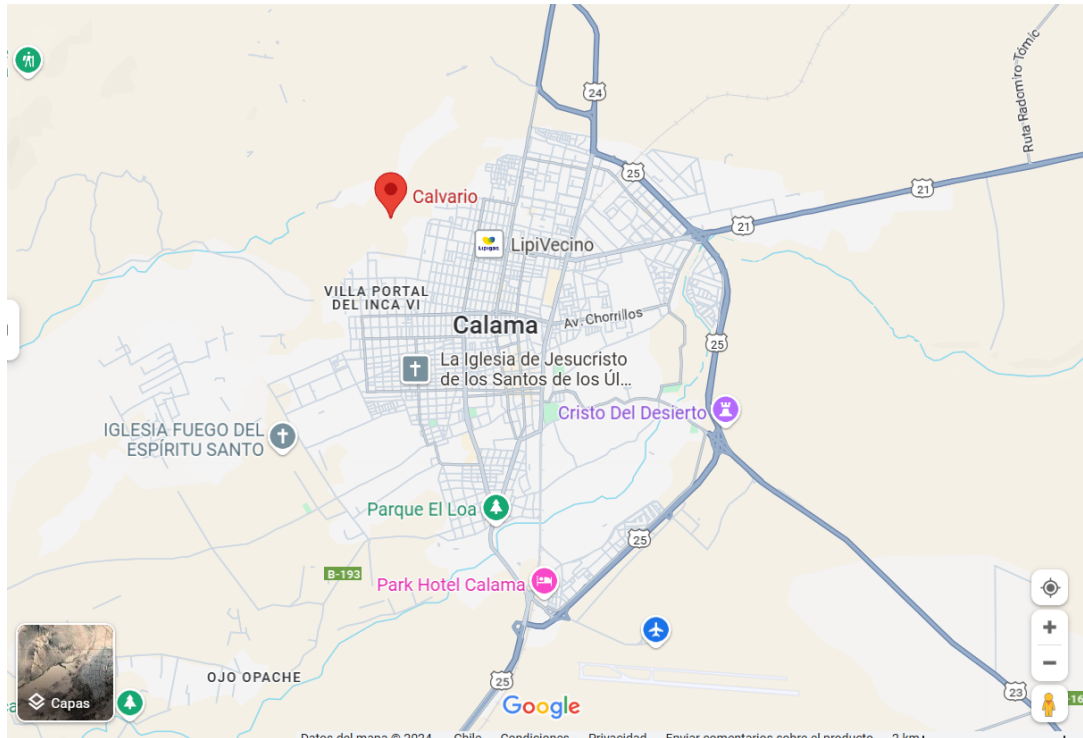 24
Ruta Radomiro Tómic
25
21
Calvario
21
Lipigas
LipiVecino
VILLA PORTAL
DEL INCA VI
Av. Chorrillos
Calama
25
La Iglesia de Jesucristo
de los Santos de los Úl...
Cristo Del Desierto
IGLESIA FUEGO DEL
ESPÍRITU SANTO
Parque El Loa
25
B-193
Park Hotel Calama
OJO OPACHE
25
23
Capas
Google
Datos del mapa © 2024 Chile Condiciones Privacidad Enviar comentarios sobre el producto 2 km